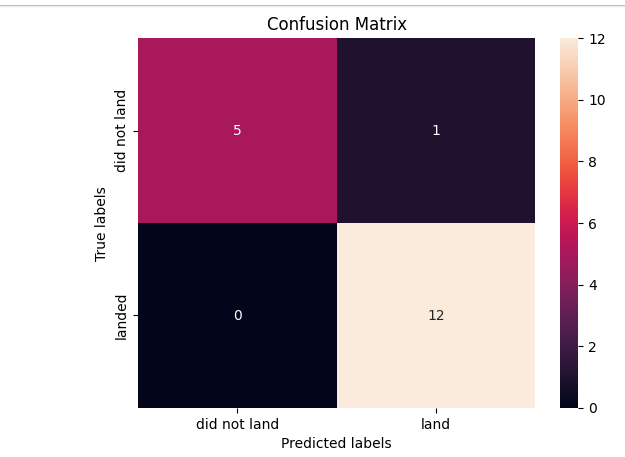 Confusion Matrix
did not land
5
1
12
10
8
6
4
2
0
True labels
landed
0
12
did not land
land
Predicted labels